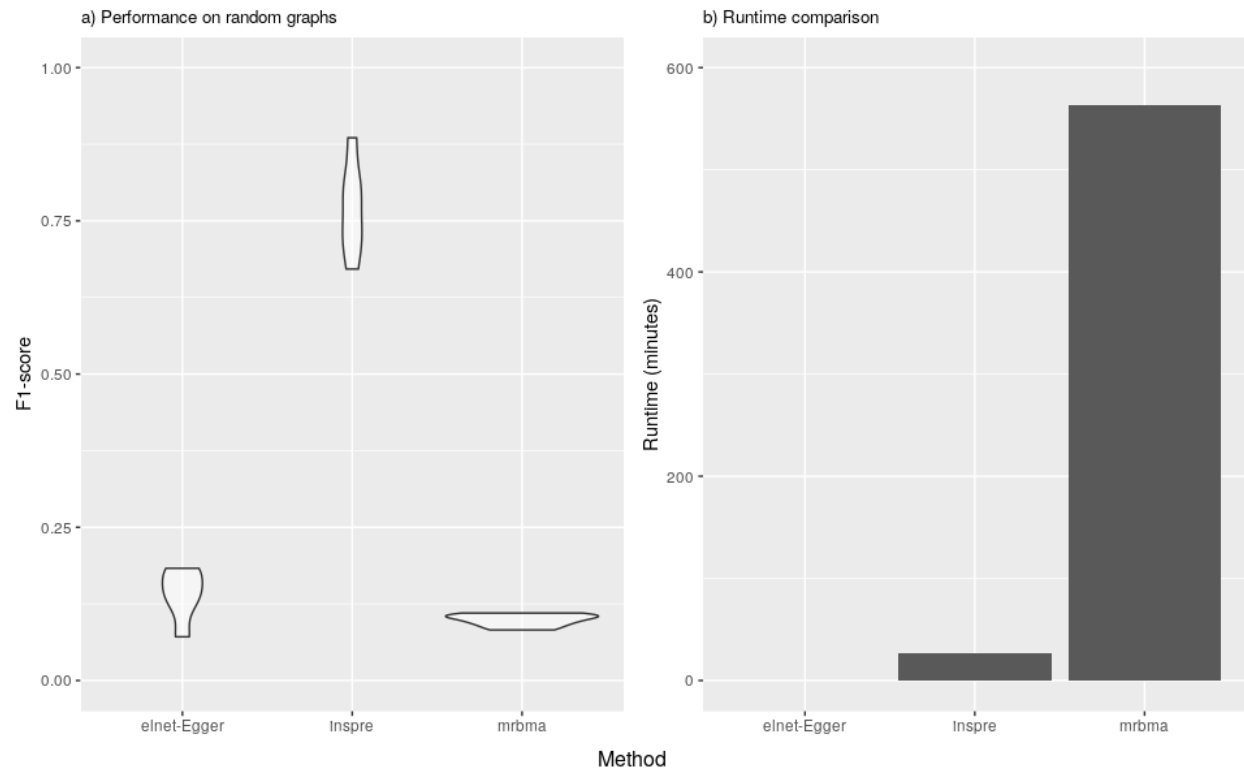 a) Performance on random graphs
1.00
0.75
0.50
0.25
0.00
F1-score
elnet-Egger
inspre
mrbma
b) Runtime comparison
600
400
200
0
Runtime (minutes)
elnet-Egger
inspre
mrbma
Method